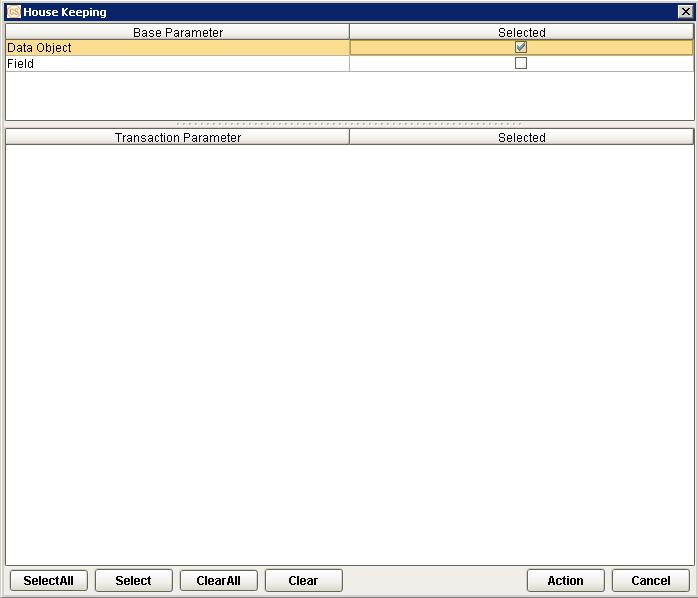 House Keeping
Base Parameter Selected
Data Object
Field
Transaction Parameter Selected
SelectAll Select ClearAll Clear Action Cancel